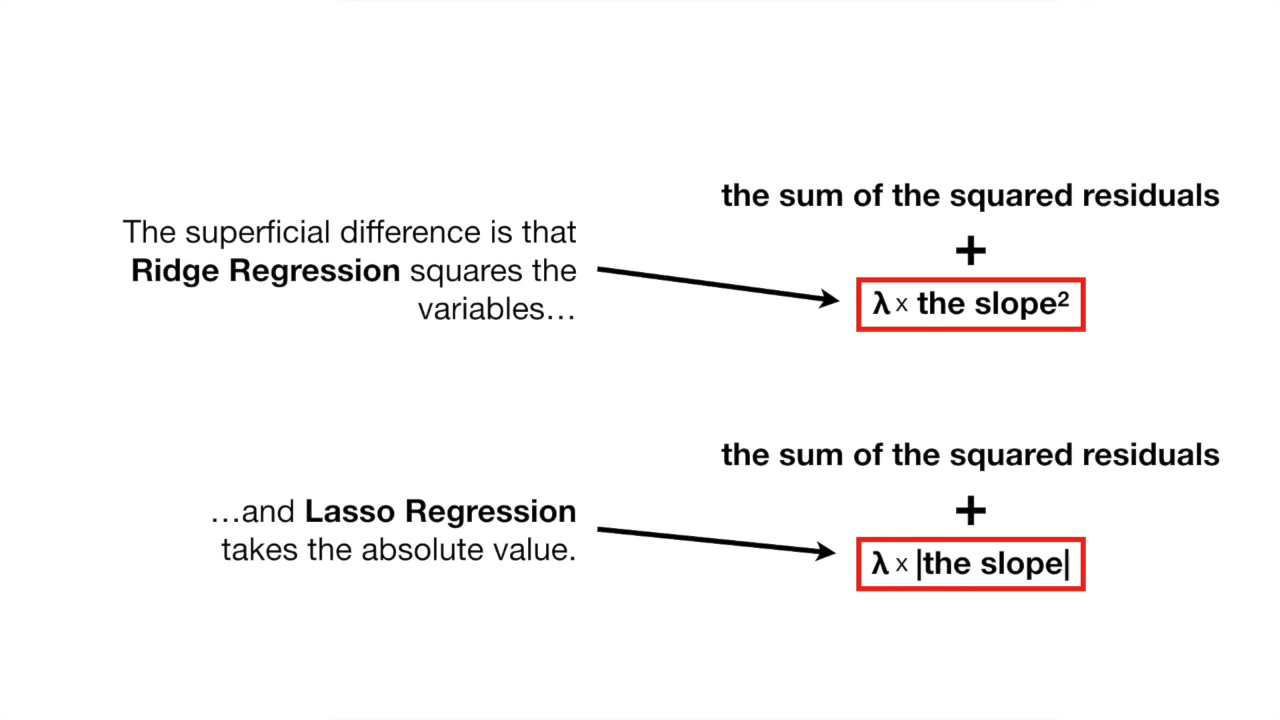 the sum of the squared residuals
+
The superficial difference is that
Ridge Regression squares the
variables…
λ x the slope²
the sum of the squared residuals
+
…and Lasso Regression
takes the absolute value.
λ x |the slope|